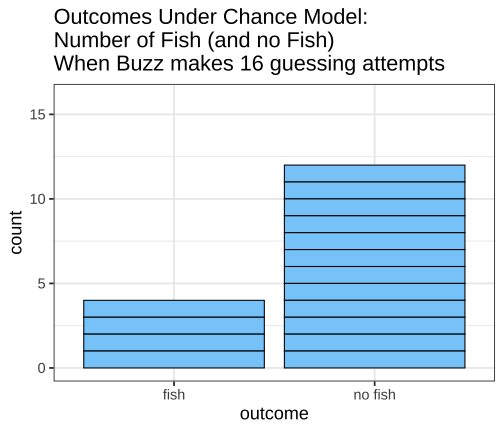 Outcomes Under Chance Model:
Number of Fish (and no Fish)
When Buzz makes 16 guessing attempts
15
10
5
0
count
fish
no fish
outcome